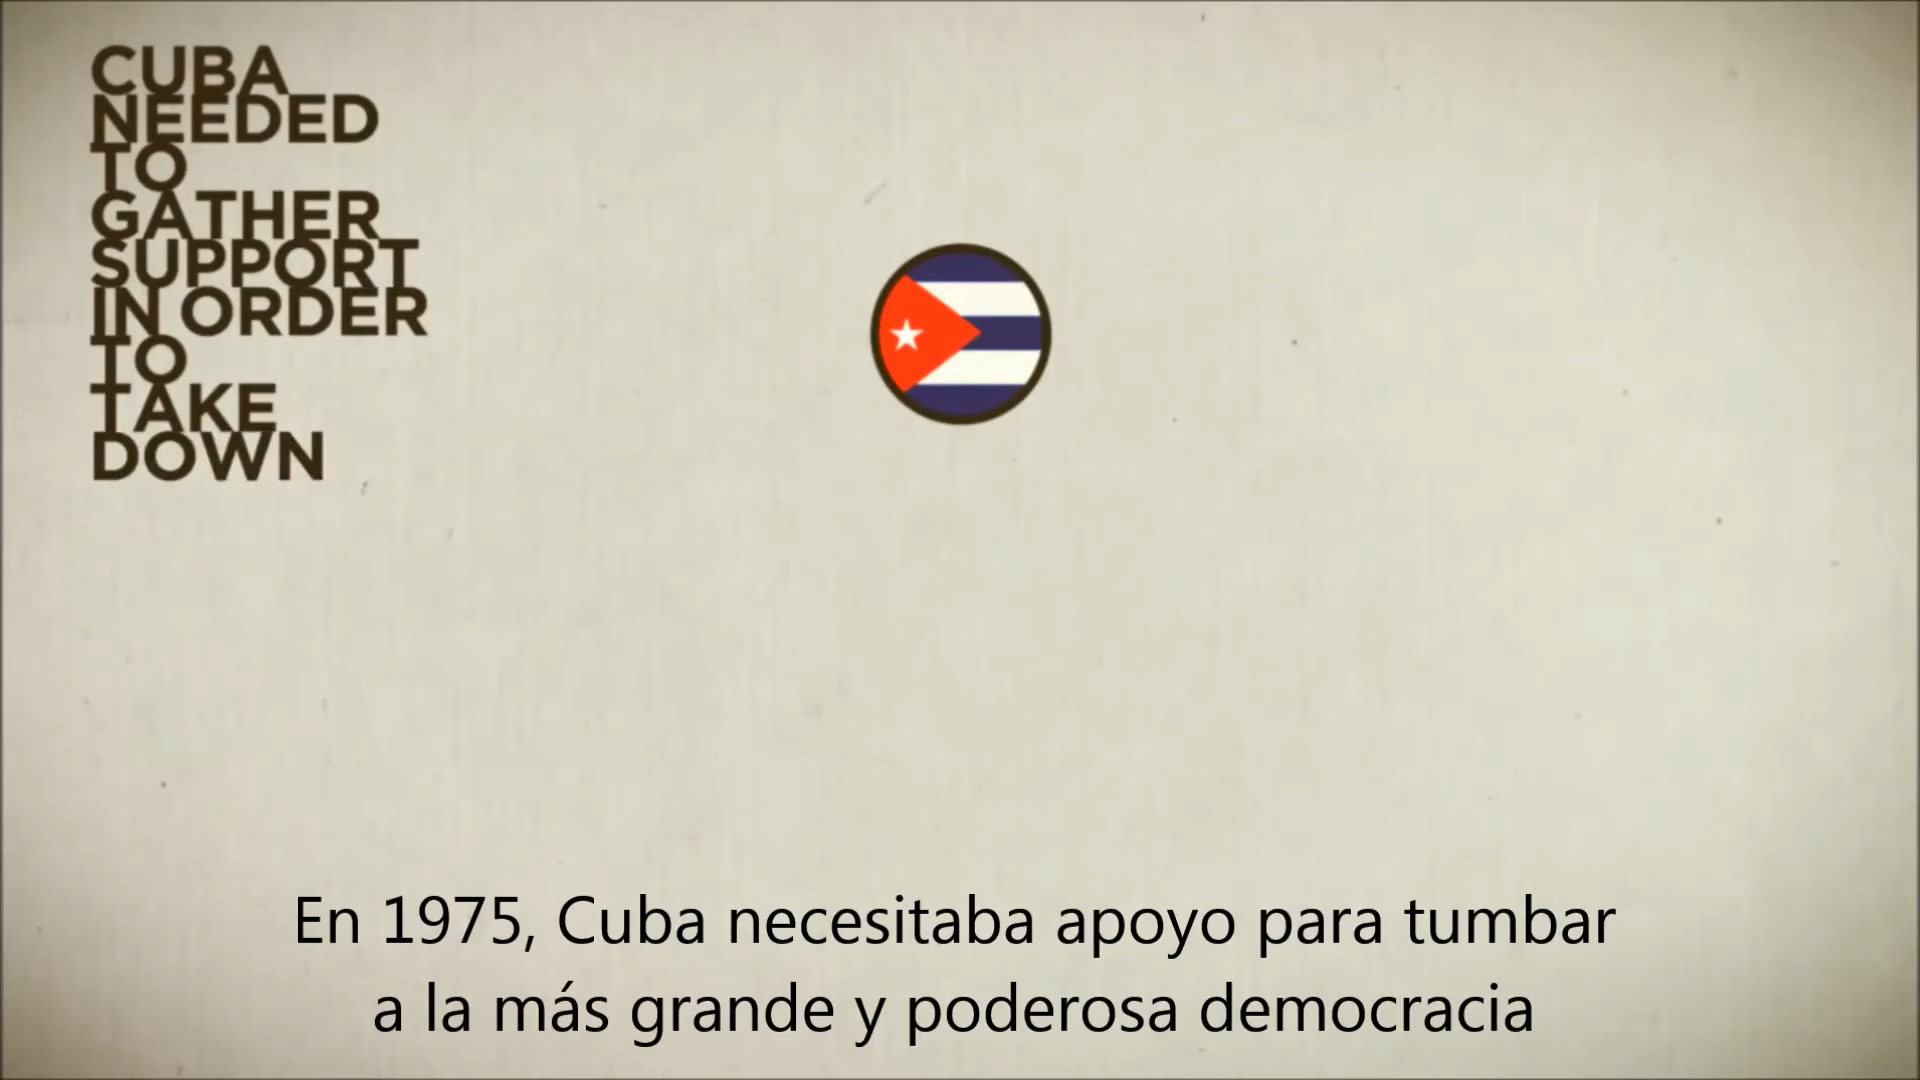 CUBA
NEEDED
TO
GATHER
SUPPORT
IN ORDER
TO
TAKE
DOWN
En 1975, Cuba necesitaba apoyo para tumbar
a la más grande y poderosa democracia